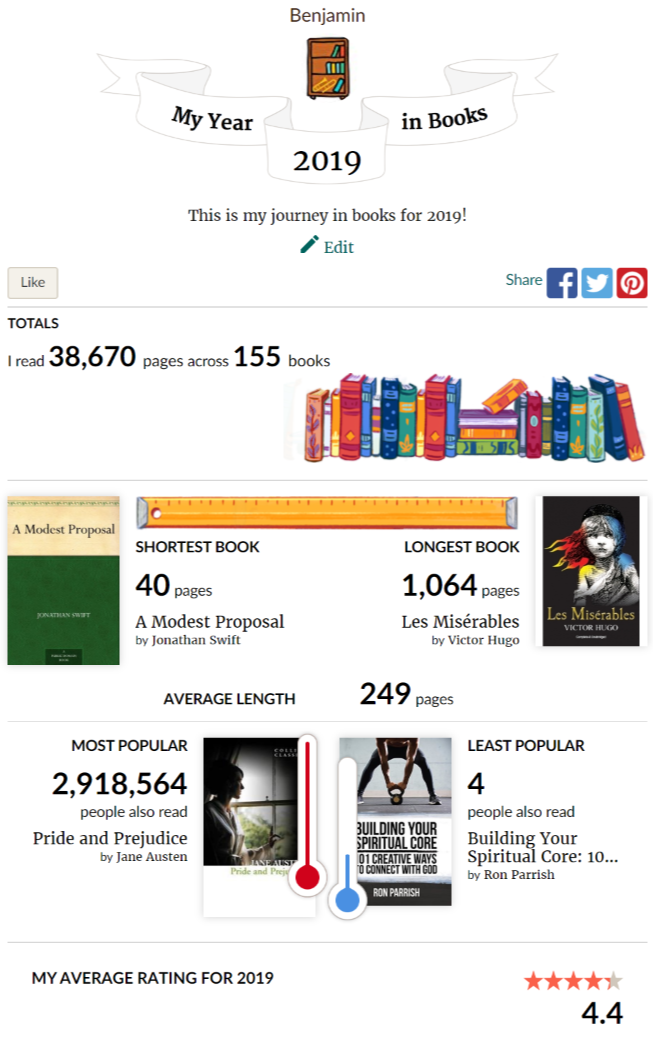 Benjamin
My Year
in Books
2019
This is my journey in books for 2019!
Edit
Like
Share
TOTALS
I read 38,670 pages across 155 books
A Modest Proposal
JONATHAN SWIFT
SHORTEST BOOK
40 pages
A Modest Proposal
by Jonathan Swift
LONGEST BOOK
1,064 pages
Les Misérables
by Victor Hugo
Les Misérables
VICTOR HUGO
AVERAGE LENGTH 249 pages
MOST POPULAR
2,918,564
people also read
Pride and Prejudice
by Jane Austen
COLLI
CLASS
JANE AUST
Pride and Preju
BUILDING YOUR
SPIRITUAL CORE
101 CREATIVE WAYS
TO CONNECT WITH GOD
RON PARRISH
LEAST POPULAR
4
people also read
Building Your
Spiritual Core: 10...
by Ron Parrish
MY AVERAGE RATING FOR 2019
4.4